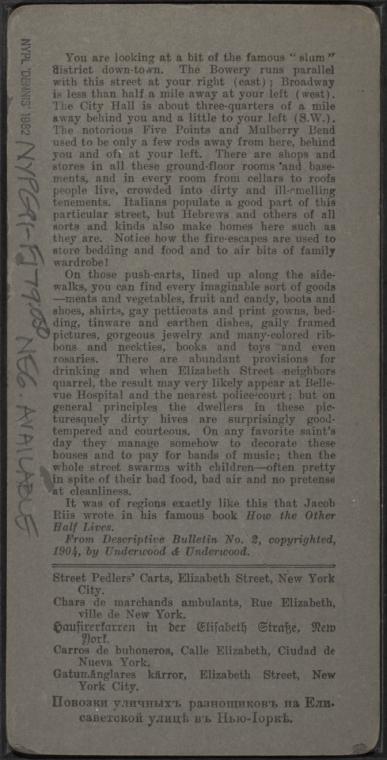 You are looking at a bit of the famous "slum"
district down-town. The Bowery runs parallel
with this street at your right (east); Broadway
is less than half a mile away at your left (west).
The City Hall is about three-quarters of a mile
away behind you and a little to your left (S.W.).
The notorious Five Points and Mulberry Bend
used to be only a few rods away from here, behind
you and off at your left. There are shops and
stores in all these ground-floor rooms and base-
ments, and in every room from cellars to roofs
people live, crowded into dirty and ill-smelling
tenements. Italians populate a good part of this
particular street, but Hebrews and others of all
sorts and kinds also make homes here such as
they are. Notice how the fire-escapes are used to
store bedding and food and to air bits of family
wardrobe!
On those push-carts, lined up along the side-
walks, you can find every imaginable sort of goods
—meats and vegetables, fruit and candy, boots and
shoes, shirts, gay petticoats and print gowns, bed-
ding, tinware and earthen dishes, gaily framed
pictures, gorgeous jewelry and many-colored rib-
bons and neckties, books and toys and even
rosaries. There are abundant provisions for
drinking and when Elizabeth Street neighbors
quarrel, the result may very likely appear at Belle-
vue Hospital and the nearest police-court; but on
general principles the dwellers in these pic-
turesquely dirty hives are surprisingly good-
tempered and courteous. On any favorite saint's
day they manage somehow to decorate these
houses and to pay for bands of music; then the
whole street swarms with children—often pretty
in spite of their bad food, bad air and no pretense
at cleanliness.
It was of regions exactly like this that Jacob
Riis wrote in his famous book How the Other
Half Lives.
From Descriptive Bulletin No. 2, copyrighted,
1904, by Underwood & Underwood.
Street Pedlers' Carts, Elizabeth Street, New York
City.
Chars de marchands ambulants, Rue Elizabeth,
ville de New York.
Hausirerkarren in der Elisabeth Straße, New
York.
Carros de buhoneros, Calle Elizabeth, Ciudad de
Nueva York.
Gatumånglares kärror, Elizabeth Street, New
York City.
Повозки уличныхъ разнощиковъ на Ели-
саветской улицѣ въ Нью-Іоркѣ.
NYPL 'DENNIS' 1982
NEG. AVAILABLE